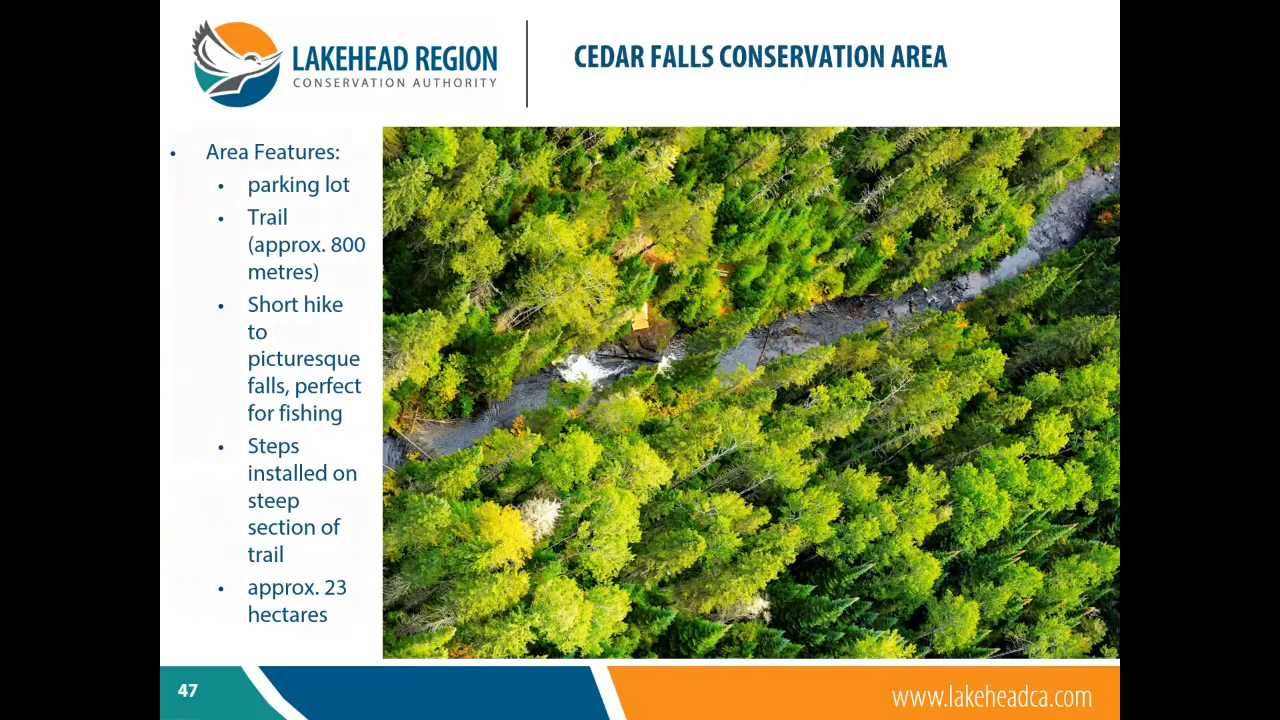 LAKEHEAD REGION
CONSERVATION AUTHORITY
CEDAR FALLS CONSERVATION AREA
• Area Features:
• parking lot
• Trail
(approx. 800
metres)
• Short hike
to
picturesque
falls, perfect
for fishing
• Steps
installed on
steep
section of
trail
• approx. 23
hectares
47
www.lakeheadca.com